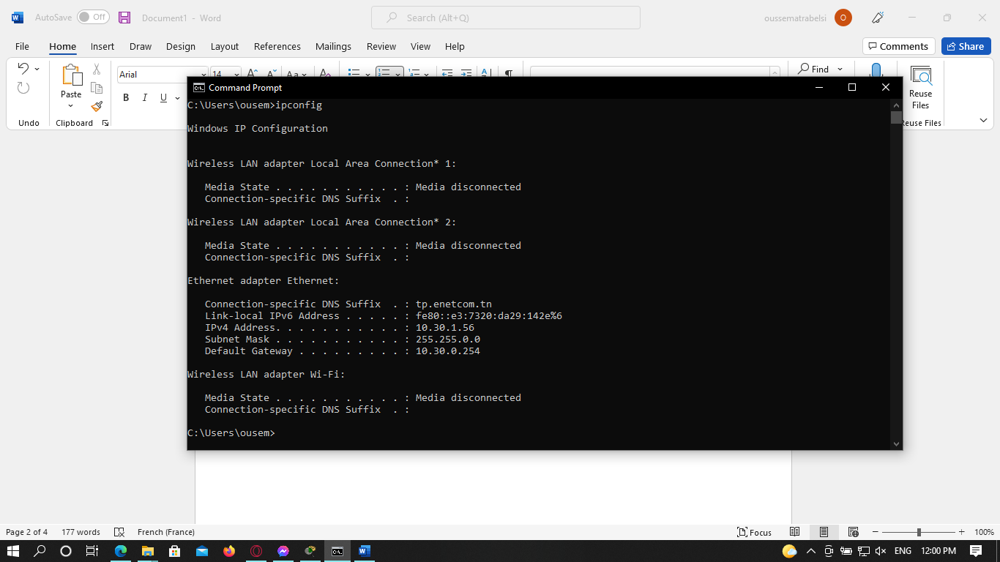 AutoSave Off Document1 - Word Search (Alt+Q) oussematrabelsi O
File Home Insert Draw Design Layout References Mailings Review View Help Comments Share
Arial 14 Aa Find
Paste B I U Reuse Files
Undo Reuse Files
Command Prompt
C:\Users\ousem>ipconfig
Windows IP Configuration
Wireless LAN adapter Local Area Connection* 1:
Media State . . . . . . . . . . . : Media disconnected
Connection-specific DNS Suffix  . :
Wireless LAN adapter Local Area Connection* 2:
Media State . . . . . . . . . . . : Media disconnected
Connection-specific DNS Suffix  . :
Ethernet adapter Ethernet:
Connection-specific DNS Suffix  . : tp.enetcom.tn
Link-local IPv6 Address . . . . . : fe80::e3:7320:da29:142e%6
IPv4 Address. . . . . . . . . . . : 10.30.1.56
Subnet Mask . . . . . . . . . . . : 255.255.0.0
Default Gateway . . . . . . . . . : 10.30.0.254
Wireless LAN adapter Wi-Fi:
Media State . . . . . . . . . . . : Media disconnected
Connection-specific DNS Suffix  . :
C:\Users\ousem>
Page 2 of 4 177 words French (France) Focus 100%
ENG 12:00 PM